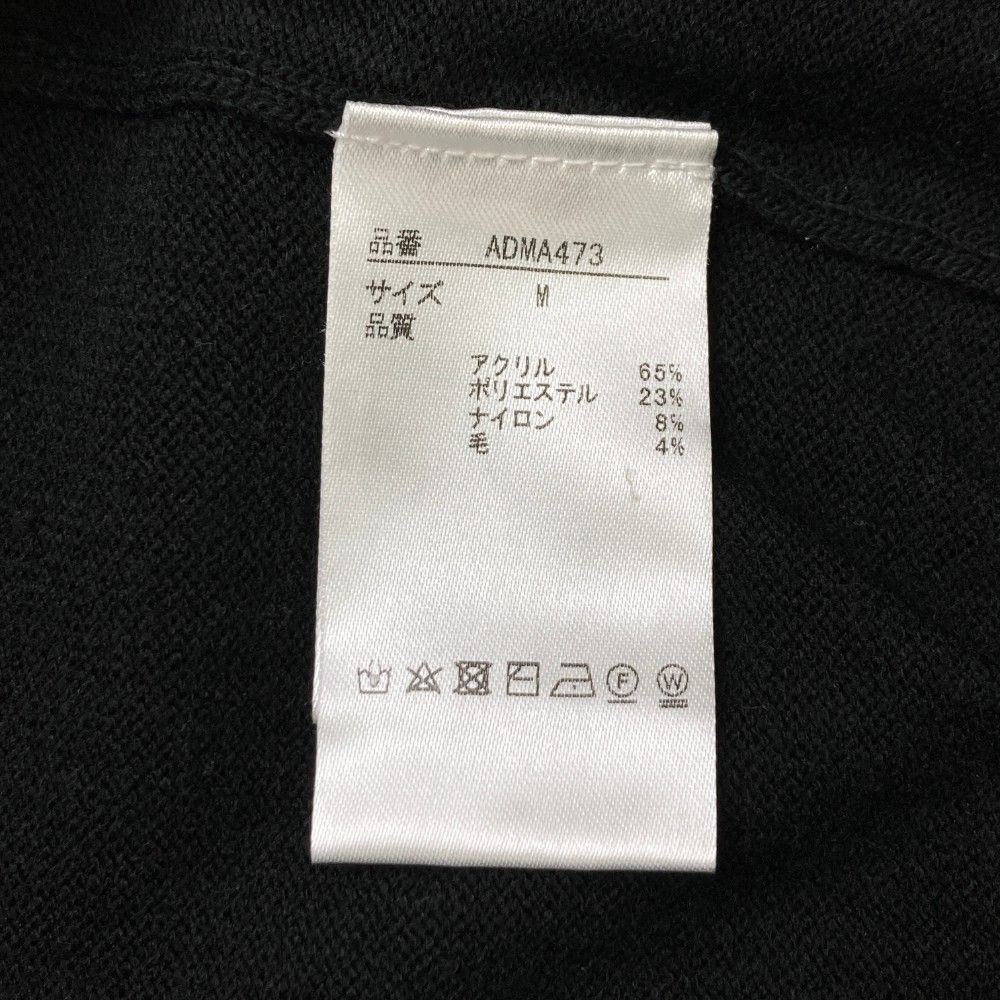 品番 ADMA473
サイズ M
品質
アクリル 65%
ポリエステル 23%
ナイロン 8%
毛 4%
F W